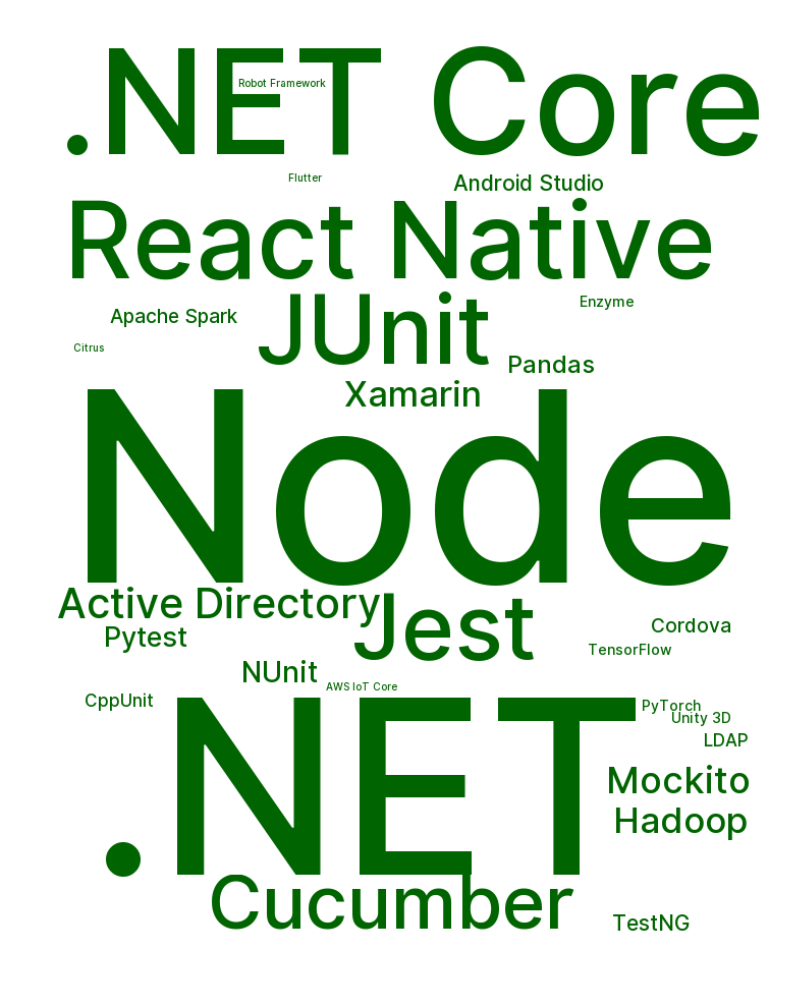 .NET Core
Robot Framework
Flutter
Android Studio
React Native
JUnit
Enzyme
Apache Spark
Citrus
Pandas
Xamarin
Node
Active Directory
Jest
Cordova
Pytest
TensorFlow
NUnit
AWS IoT Core
CppUnit
.NET
PyTorch
Unity 3D
LDAP
Mockito
Hadoop
Cucumber
TestNG